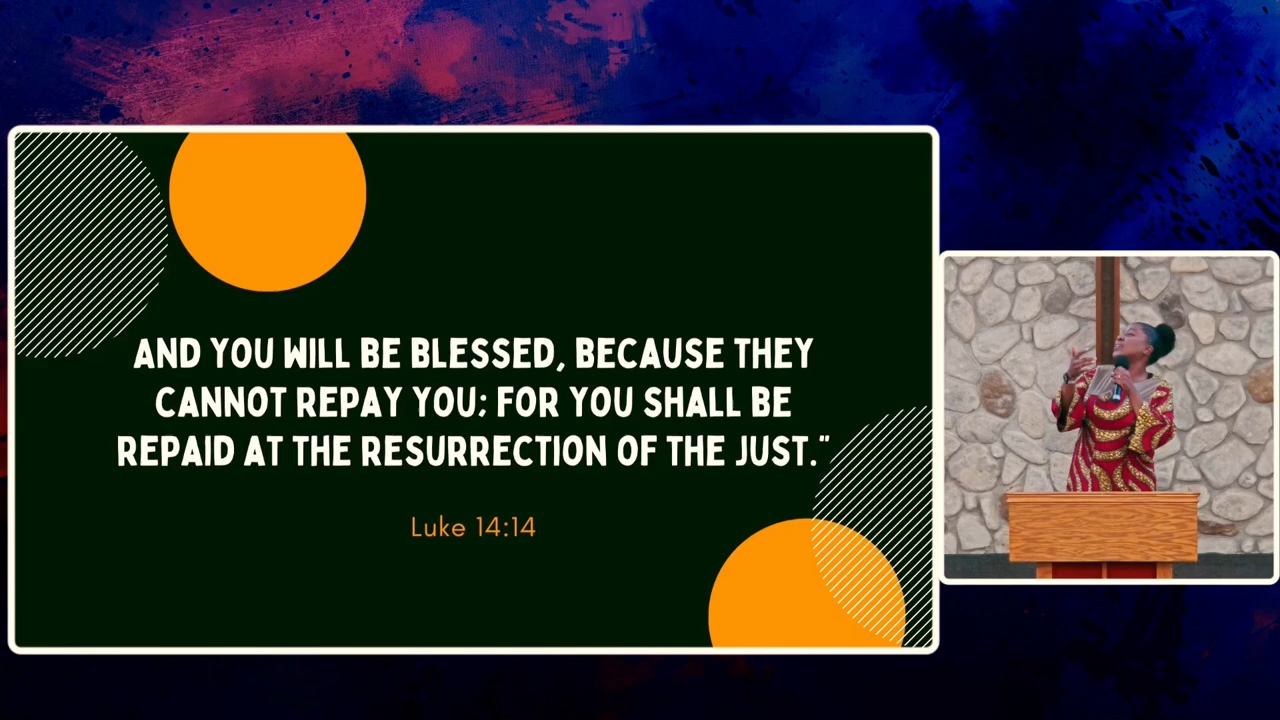 AND YOU WILL BE BLESSED, BECAUSE THEY
CANNOT REPAY YOU; FOR YOU SHALL BE
REPAID AT THE RESURRECTION OF THE JUST."
Luke 14:14